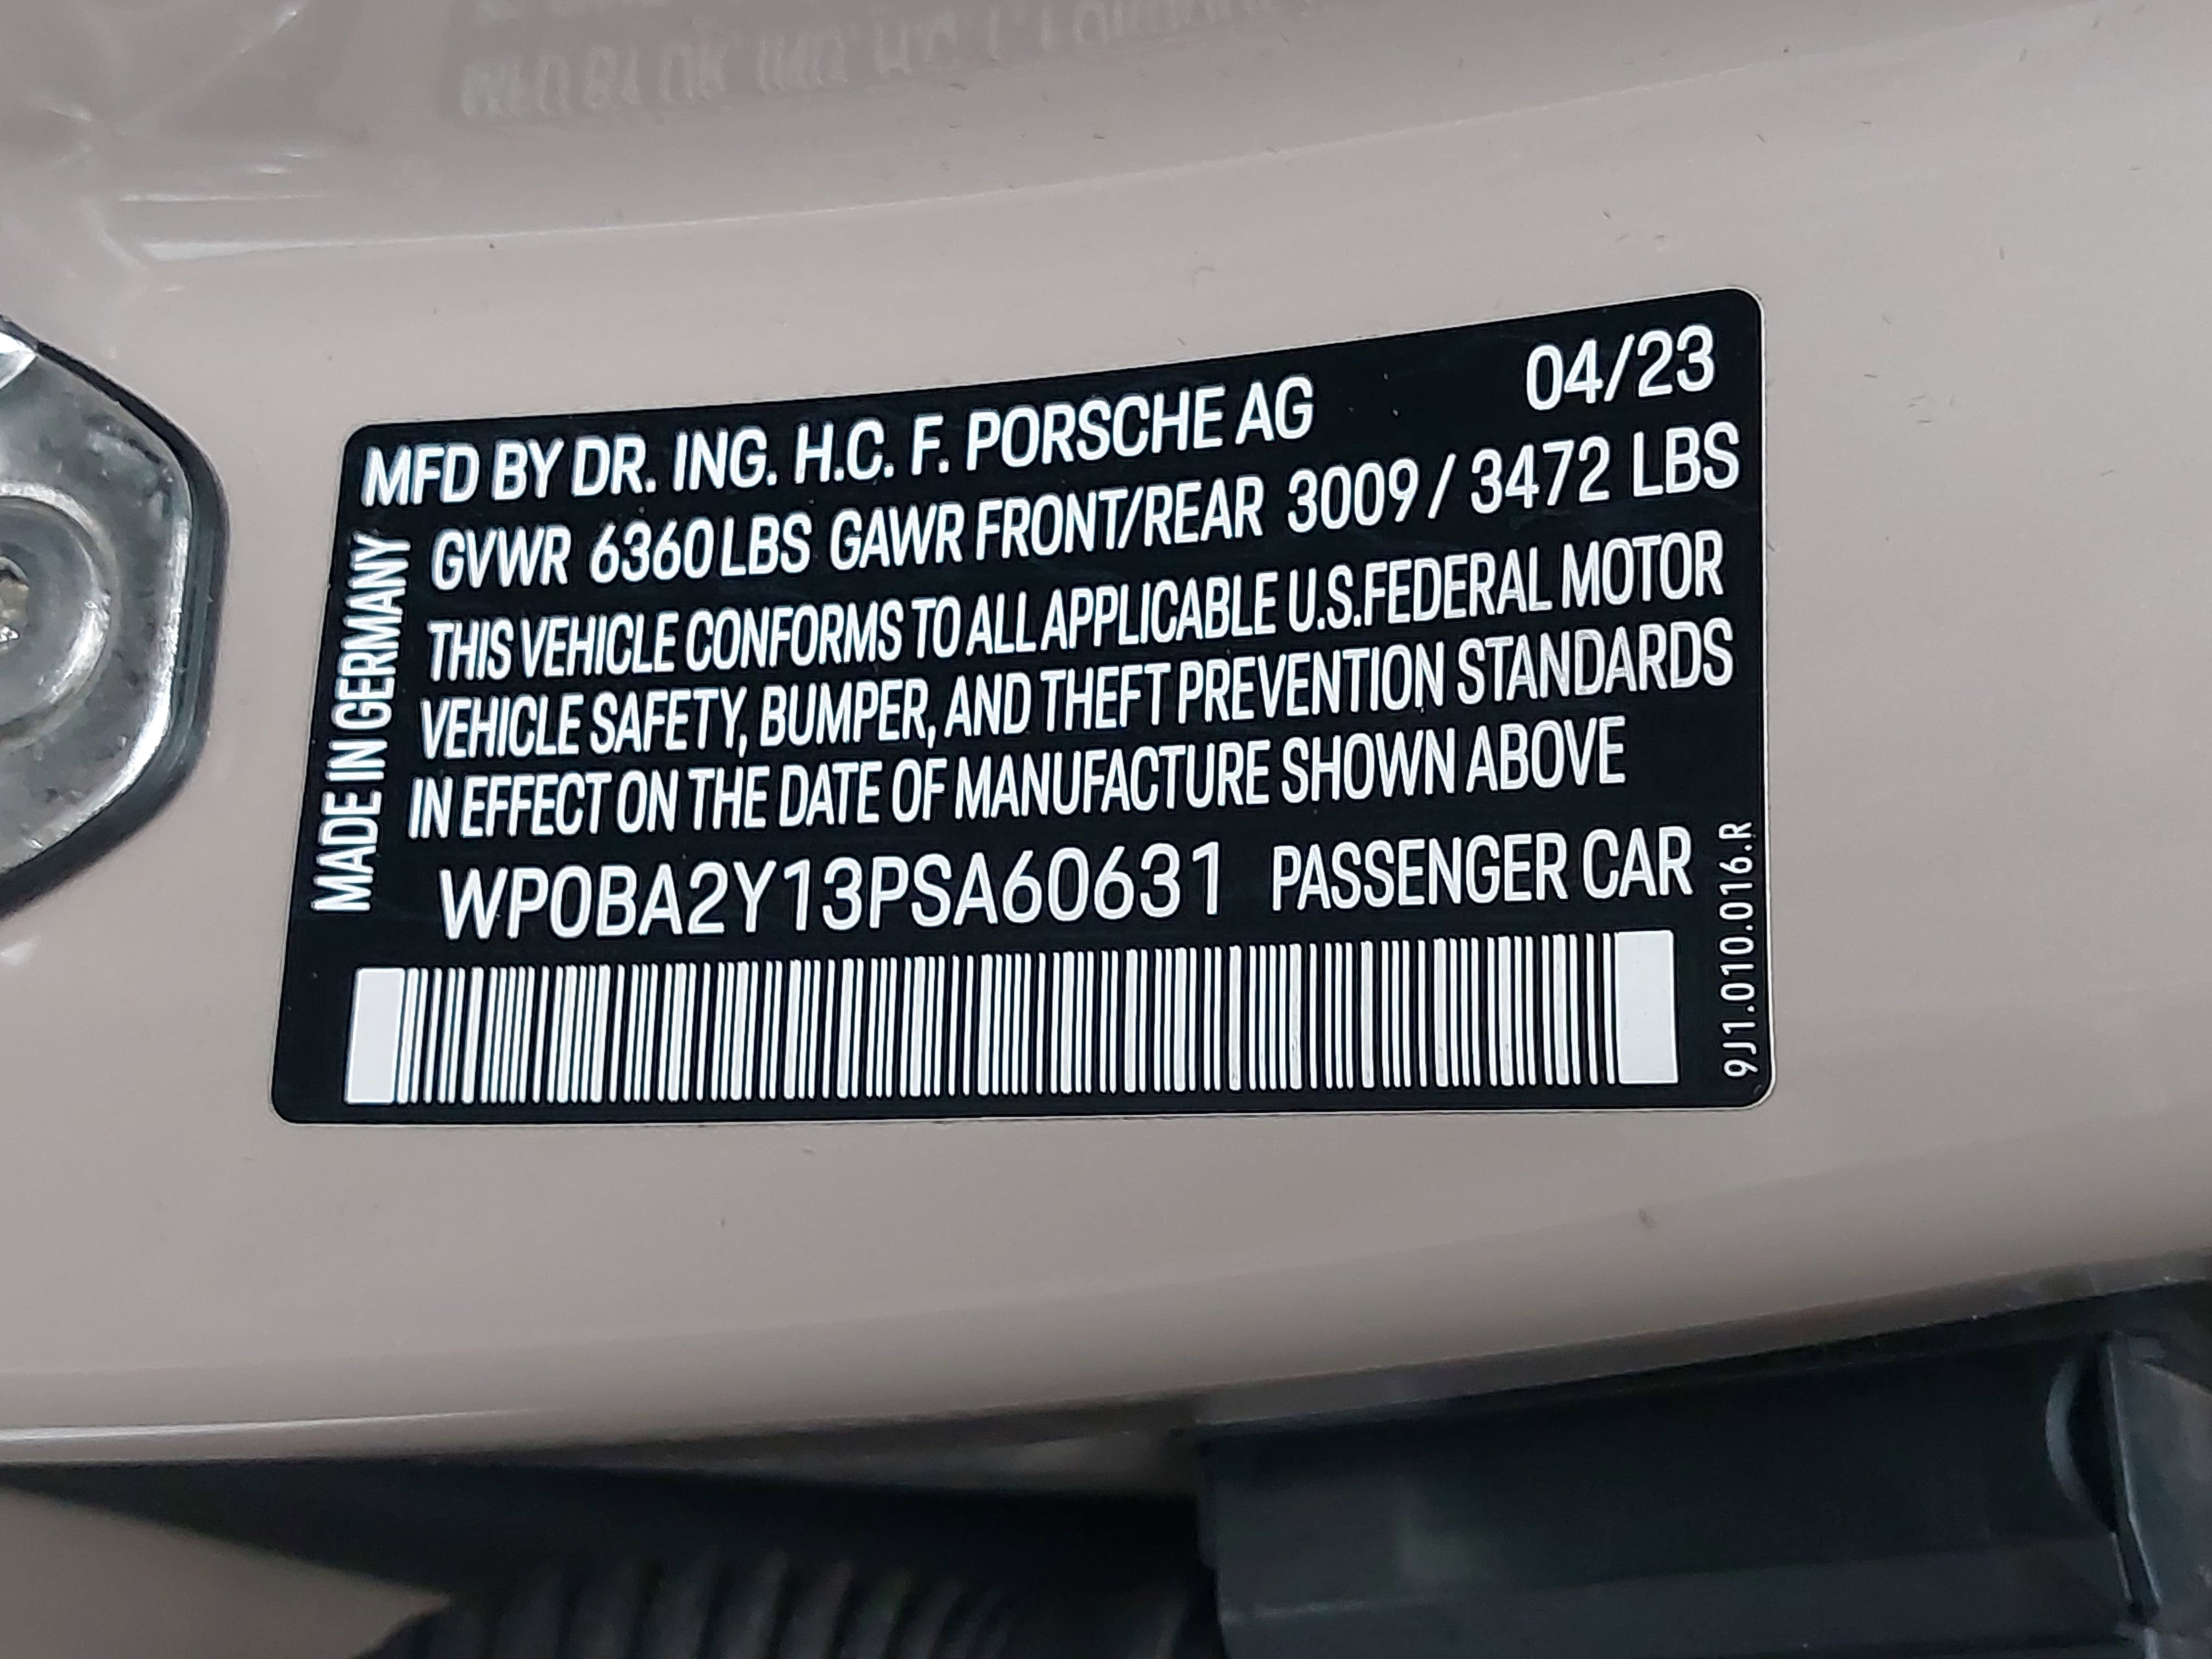 MFD BY DR. ING. H.C. F. PORSCHE AG 04/23
GVWR 6360 LBS GAWR FRONT/REAR 3009 / 3472 LBS
THIS VEHICLE CONFORMS TO ALL APPLICABLE U.S.FEDERAL MOTOR
VEHICLE SAFETY, BUMPER, AND THEFT PREVENTION STANDARDS
IN EFFECT ON THE DATE OF MANUFACTURE SHOWN ABOVE
WP0BA2Y13PSA60631 PASSENGER CAR
MADE IN GERMANY
9J1.010.016.R